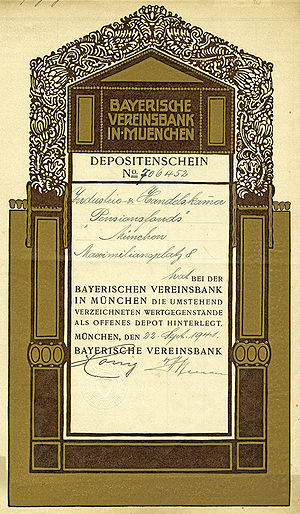 BAYERISCHE
VEREINSBANK
IN·MUENCHEN
DEPOSITENSCHEIN
No. 706452
Industrie- & Handelskammer
"Pensionsfonds"
München
Maximiliansplatz 8
hat BEI DER
BAYERISCHEN VEREINSBANK
IN MÜNCHEN DIE UMSTEHEND
VERZEICHNETEN WERTGEGENSTÄNDE
ALS OFFENES DEPOT HINTERLEGT.
MÜNCHEN, DEN 22. Sept. 1941.
BAYERISCHE VEREINSBANK